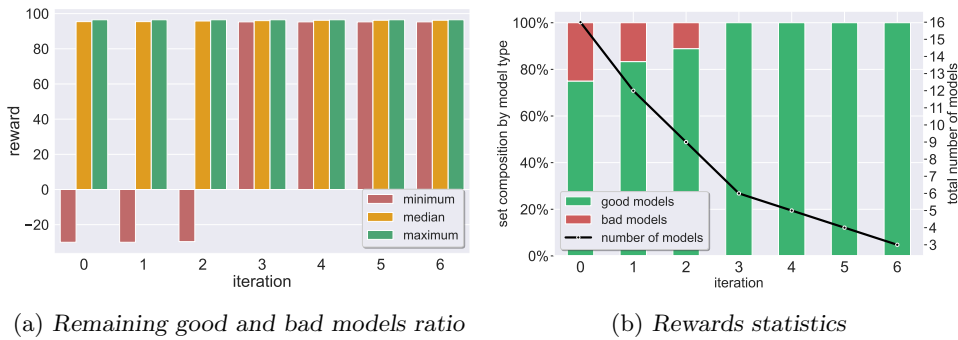 100
80
60
40
20
0
−20
reward
minimum
median
maximum
0 1 2 3 4 5 6
iteration
(a) Remaining good and bad models ratio
100%
80%
60%
40%
20%
0%
set composition by model type
good models
bad models
number of models
16
15
14
13
12
10
9
8
6
5
4
3
total number of models
0 1 2 3 4 5 6
iteration
(b) Rewards statistics